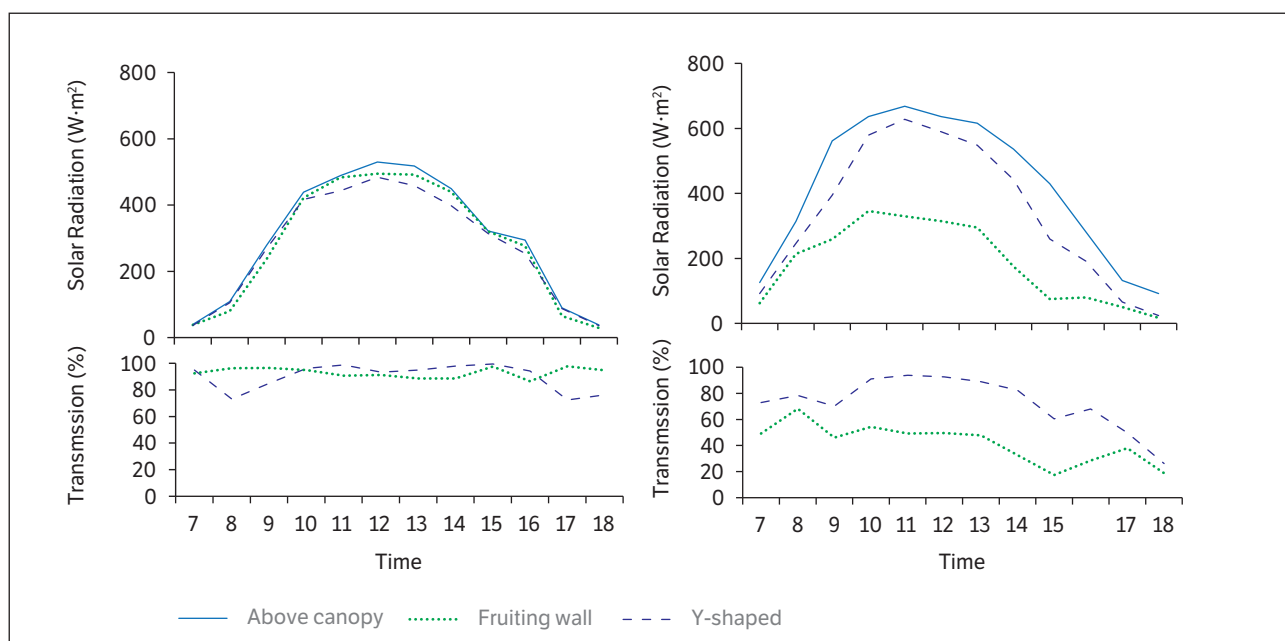 Solar Radiation (W·m²)
800
600
400
200
0
Transmssion (%)
100
80
60
40
20
0
7 8 9 10 11 12 13 14 15 16 17 18
Time
Solar Radiation (W·m²)
800
600
400
200
0
Transmssion (%)
100
80
60
40
20
0
7 8 9 10 11 12 13 14 15 17 18
Time
Above canopy Fruiting wall Y-shaped